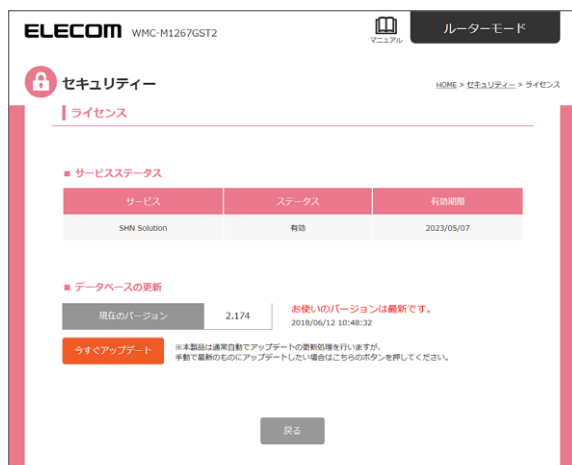 ELECOM WMC-M1267GST2
マニュアル
ルーターモード
セキュリティー
HOME > セキュリティー > ライセンス
ライセンス
■ サービスステータス
サービス ステータス 有効期限
SHN Solution 有効 2023/05/07
■ データベースの更新
現在のバージョン 2.174 お使いのバージョンは最新です。
2018/06/12 10:48:32
今すぐアップデート
※本製品は通常自動でアップデートの更新処理を行いますが、
手動で最新のものにアップデートしたい場合はこちらのボタンを押してください。
戻る